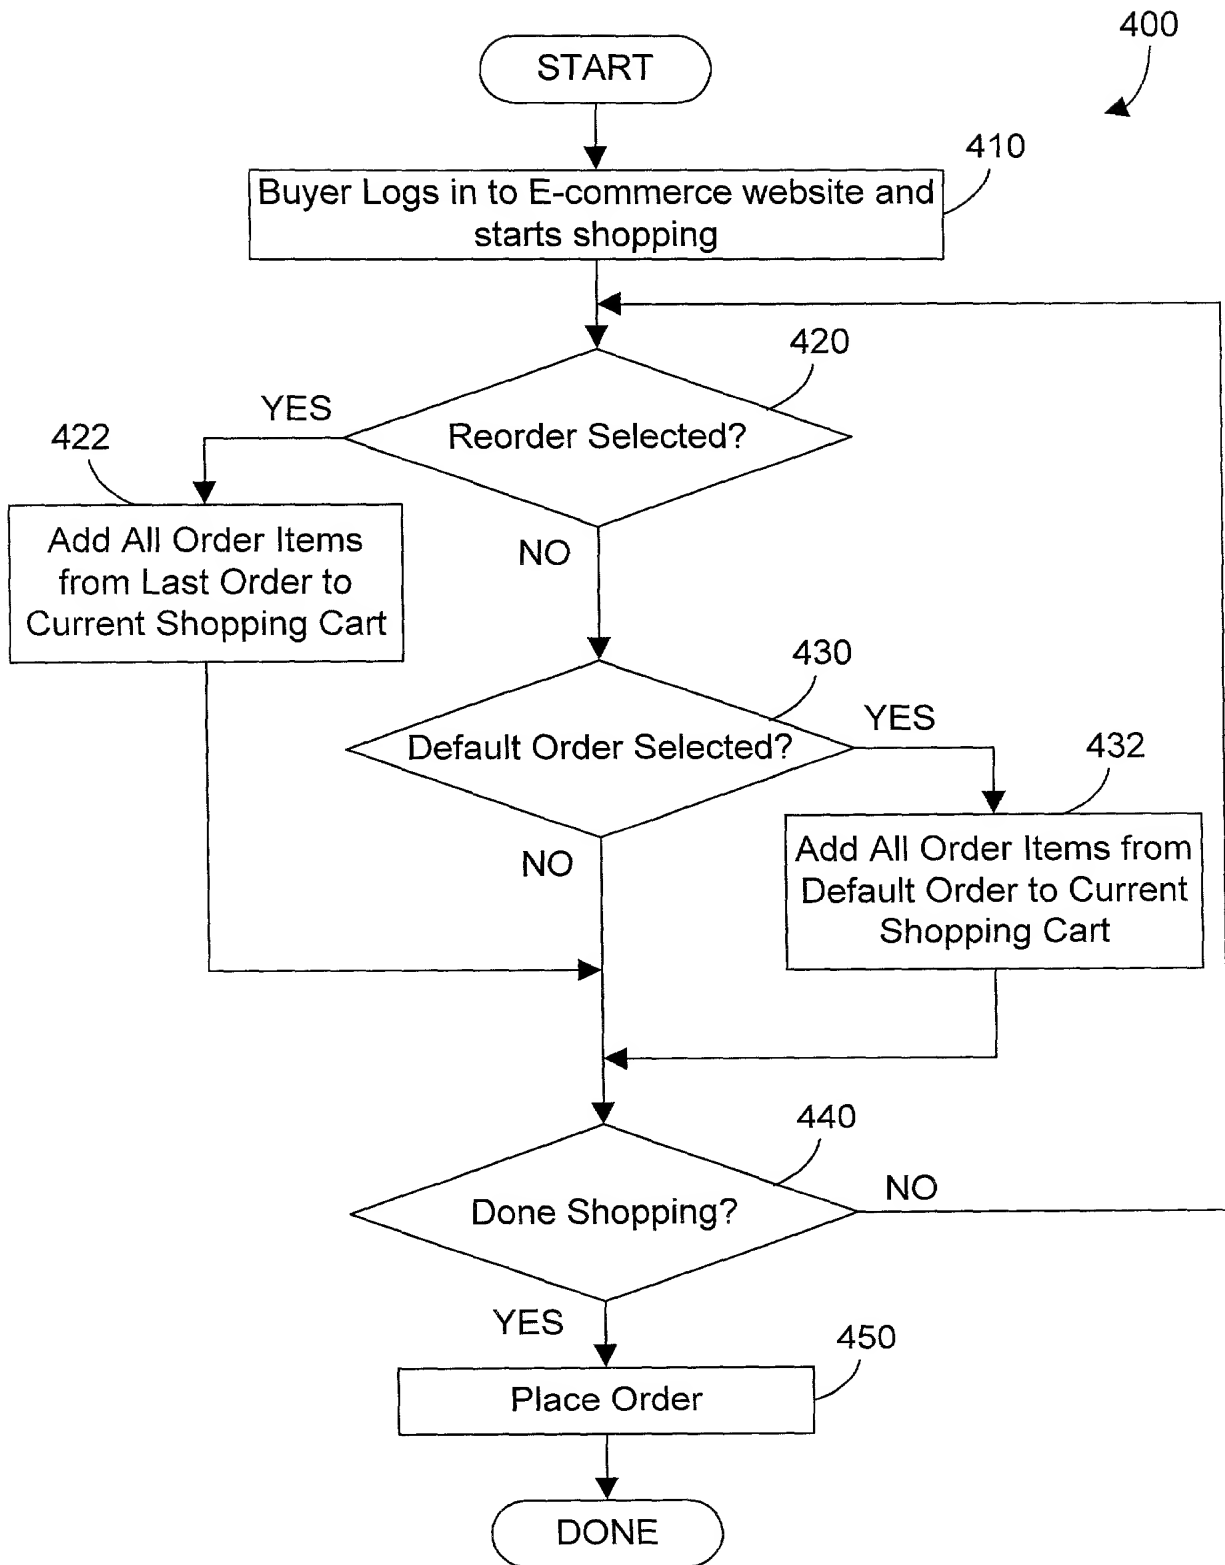 400
START
410
Buyer Logs in to E-commerce website and
starts shopping
420
YES
Reorder Selected?
422
Add All Order Items
from Last Order to
Current Shopping Cart
NO
430
YES
Default Order Selected?
432
NO
Add All Order Items from
Default Order to Current
Shopping Cart
440
NO
Done Shopping?
YES
450
Place Order
DONE